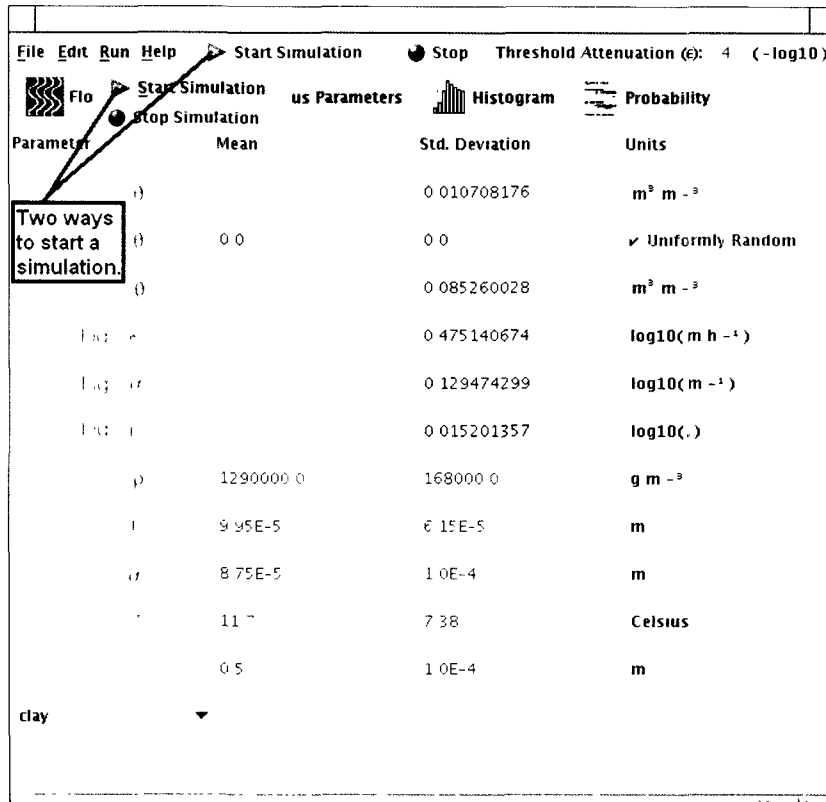 File Edit Run Help Start Simulation Stop Threshold Attenuation (ϵ): 4 (-log10)
Flo Start Simulation us Parameters Histogram Probability
Stop Simulation
Parameter Mean Std. Deviation Units
θ 0 010708176 m³ m -³
Two ways
to start a
simulation.
θ 0 0 0 0 ✔ Uniformly Random
θ 0 085260028 m³ m -³
0 475140674 log10( m h -¹ )
0 129474299 log10( m -¹ )
0 015201357 log10( )
ρ 1290000 0 168000 0 g m -³
9 95E-5 6 15E-5 m
8 75E-5 1 0E-4 m
11 7 38 Celsius
0 5 1 0E-4 m
clay